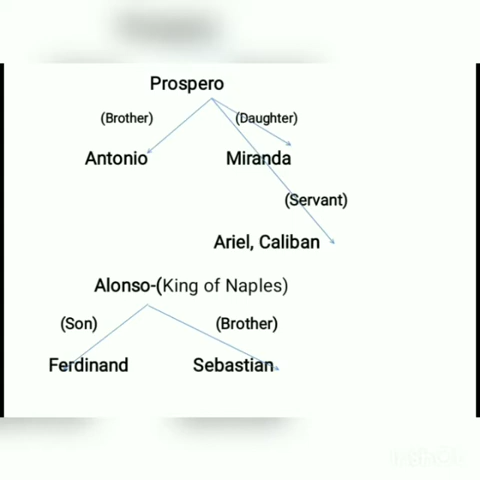 Prospero
(Brother) (Daughter)
Antonio Miranda
(Servant)
Ariel, Caliban
Alonso-(King of Naples)
(Son) (Brother)
Ferdinand Sebastian